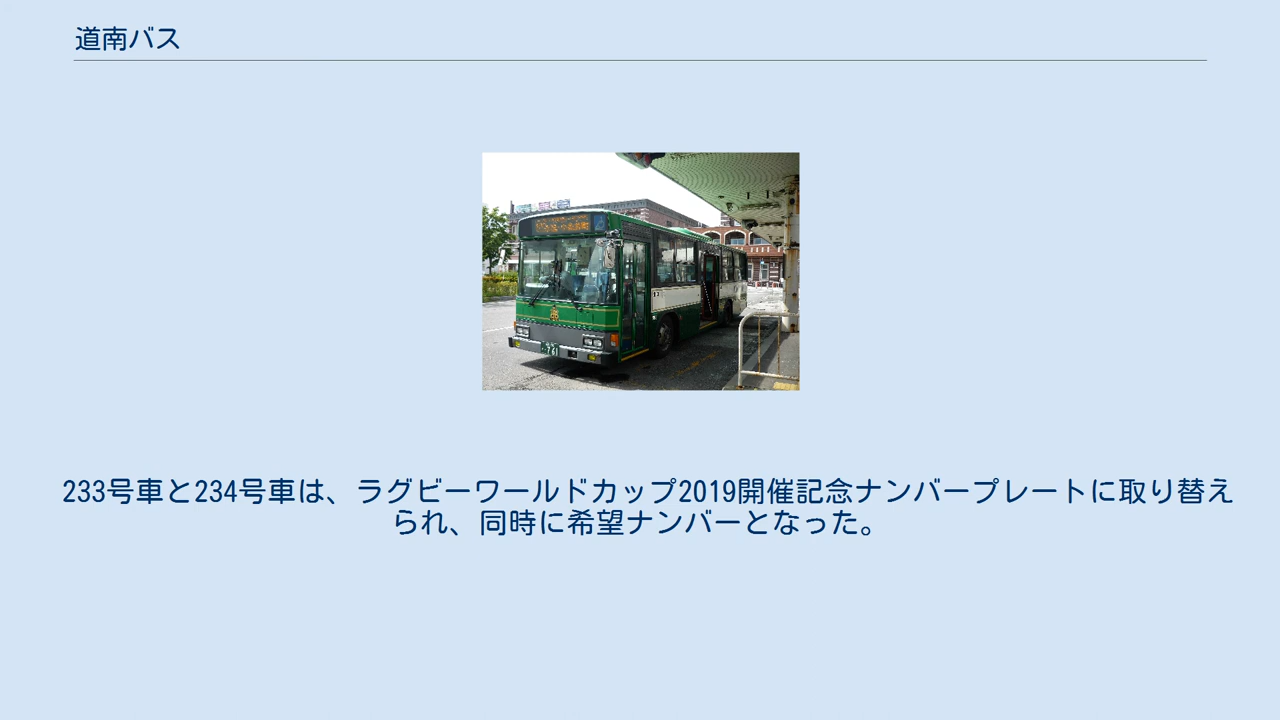 道南バス
・761
233号車と234号車は、ラグビーワールドカップ2019開催記念ナンバープレートに取り替え
られ、同時に希望ナンバーとなった。